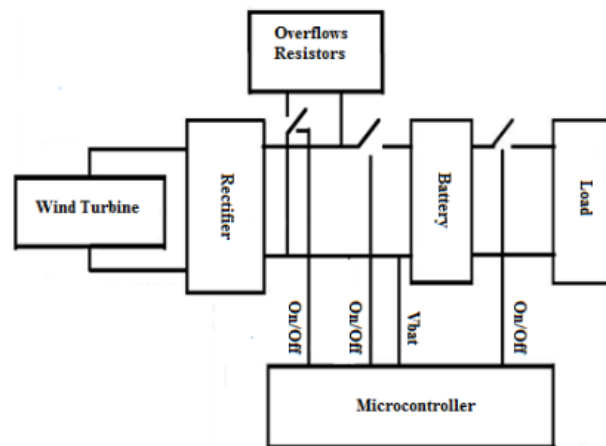 Overflows
Resistors
Wind Turbine
Rectifier
Battery
Load
On/Off
On/Off
Vbat
On/Off
Microcontroller